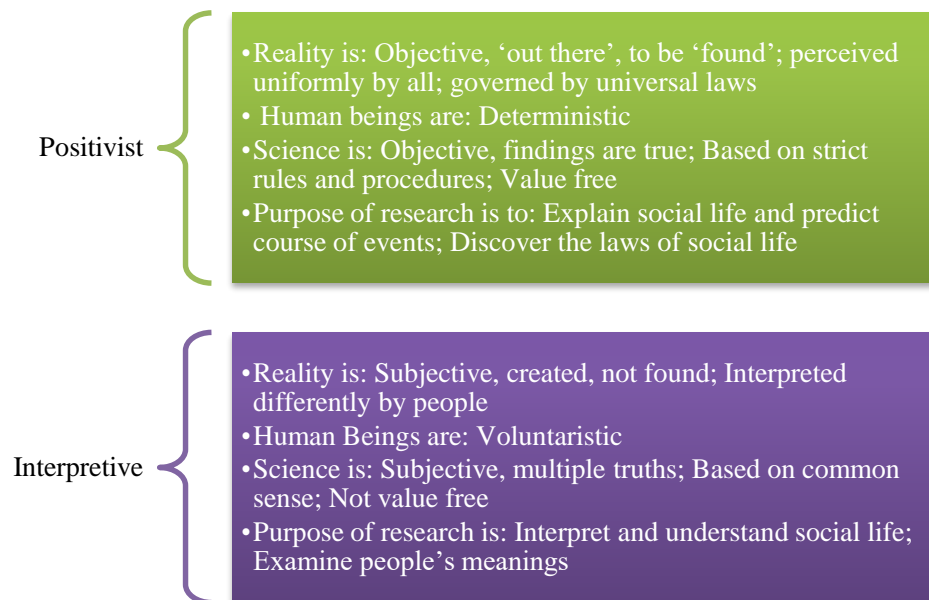 Positivist
•Reality is: Objective, ‘out there’, to be ‘found’; perceived
uniformly by all; governed by universal laws
• Human beings are: Deterministic
•Science is: Objective, findings are true; Based on strict
rules and procedures; Value free
•Purpose of research is to: Explain social life and predict
course of events; Discover the laws of social life
Interpretive
•Reality is: Subjective, created, not found; Interpreted
differently by people
•Human Beings are: Voluntaristic
•Science is: Subjective, multiple truths; Based on common
sense; Not value free
•Purpose of research is: Interpret and understand social life;
Examine people’s meanings